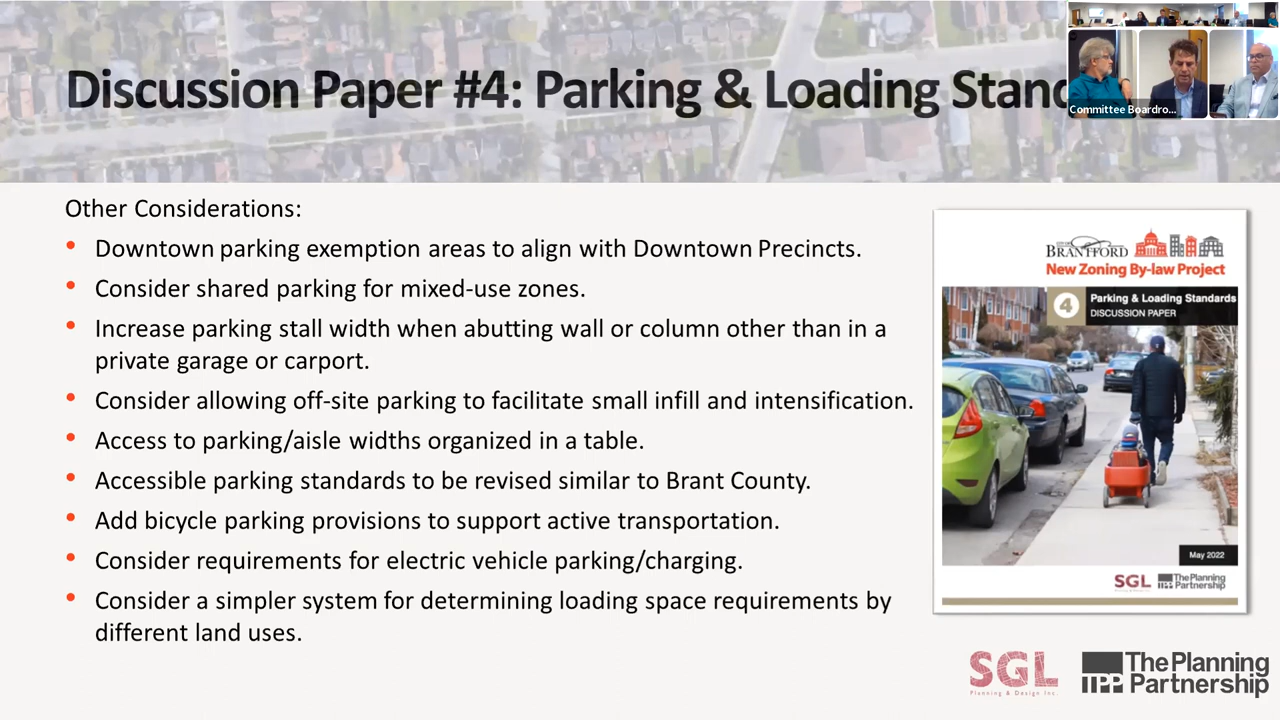 Discussion Paper #4: Parking & Loading Stan
Committee Boardro...
Other Considerations:
• Downtown parking exemption areas to align with Downtown Precincts.
• Consider shared parking for mixed-use zones.
• Increase parking stall width when abutting wall or column other than in a
private garage or carport.
• Consider allowing off-site parking to facilitate small infill and intensification.
• Access to parking/aisle widths organized in a table.
• Accessible parking standards to be revised similar to Brant County.
• Add bicycle parking provisions to support active transportation.
• Consider requirements for electric vehicle parking/charging.
• Consider a simpler system for determining loading space requirements by
different land uses.
BRANTFORD
New Zoning By-law Project
4
Parking & Loading Standards
DISCUSSION PAPER
May 2022
SGL
TPP The Planning
Partnership
SGL
Planning & Design Inc.
TPP The Planning
Partnership